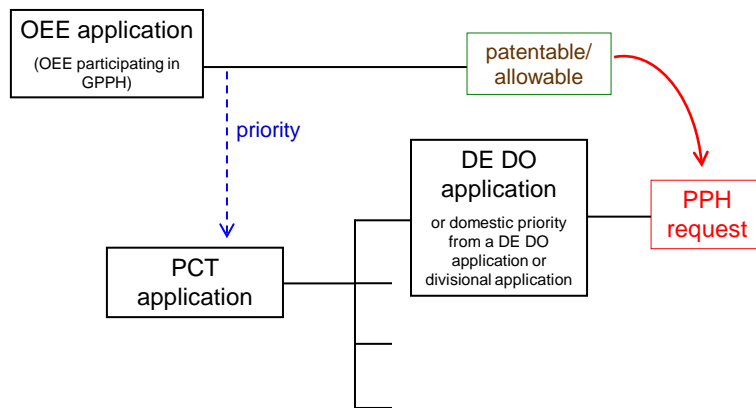 OEE application
(OEE participating in
GPPH)
patentable/
allowable
priority
DE DO
application
or domestic priority
from a DE DO
application or
divisional application
PPH
request
PCT
application